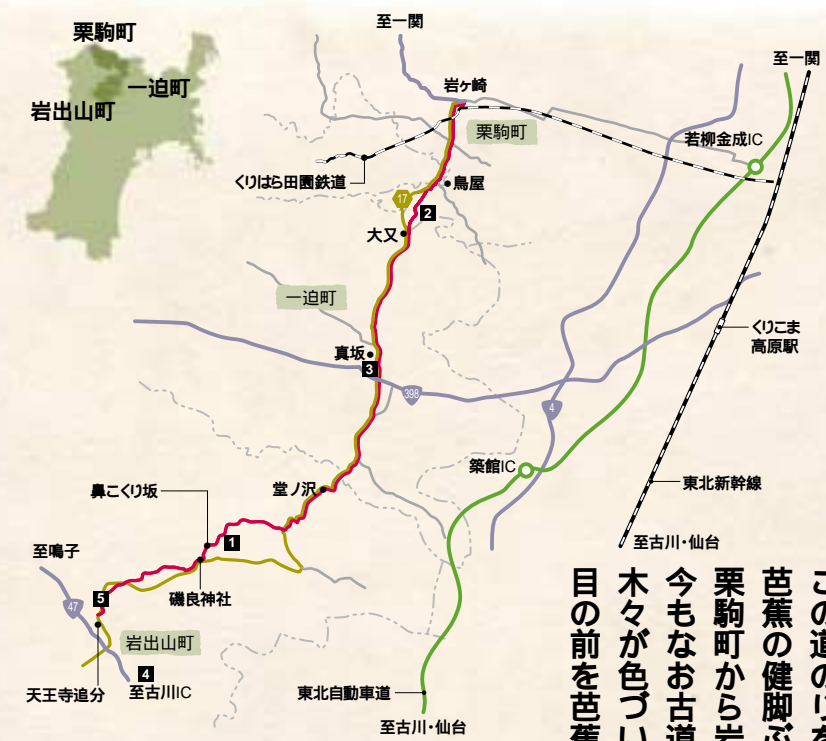 栗駒町
一迫町
岩出山町
至一関
岩ヶ崎
栗駒町
至一関
若柳金成IC
くりはら田園鉄道
鳥屋
17
2
大又
一迫町
くりこま
高原駅
真坂
3
398
4
築館IC
東北新幹線
堂ノ沢
鼻こくり坂
1
至古川・仙台
至鳴子
磯良神社
47
5
岩出山町
4
天王寺追分
至古川IC
東北自動車道
至古川・仙台
この道のりを
芭蕉の健脚ぶ
栗駒町から岩
今もなお古道
木々が色づい
目の前を芭蕉